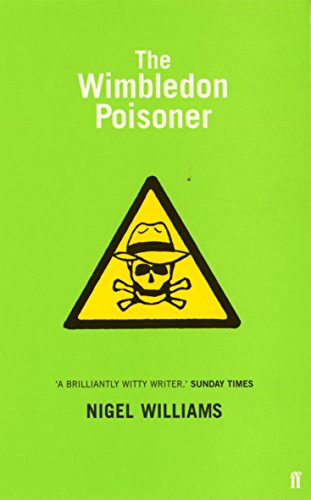 The
Wimbledon
Poisoner
'A BRILLIANTLY WITTY WRITER.' SUNDAY TIMES
NIGEL WILLIAMS
ff